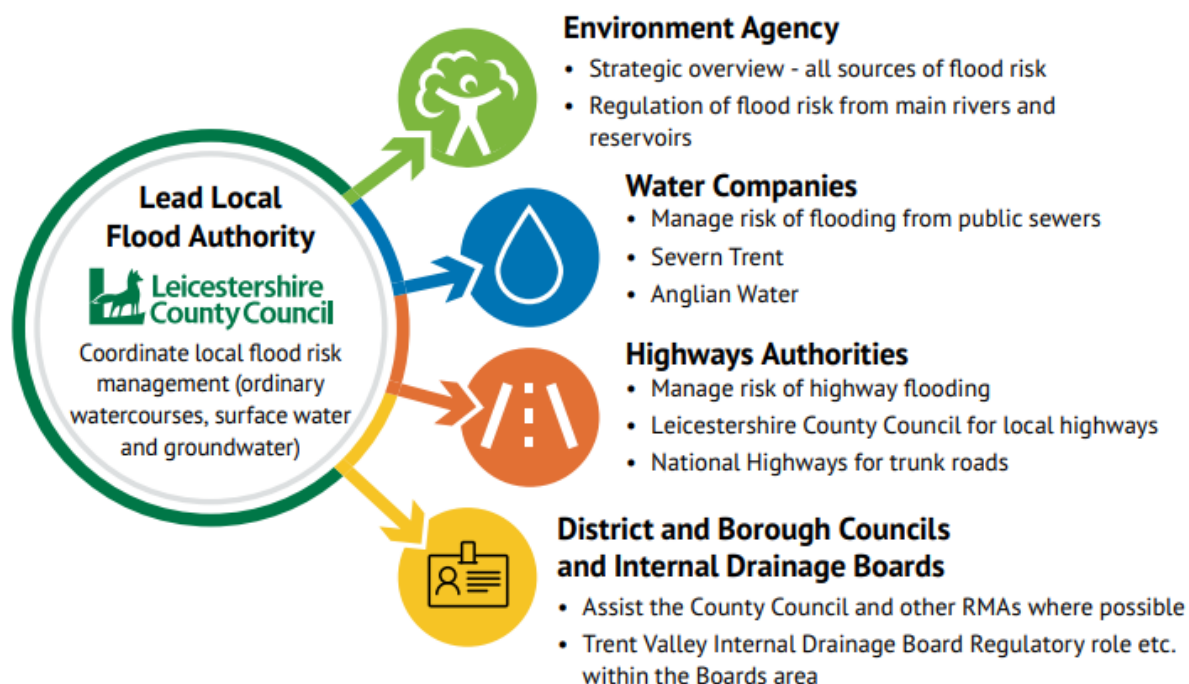 Lead Local
Flood Authority
Leicestershire
County Council
Coordinate local flood risk
management (ordinary
watercourses, surface water
and groundwater)
Environment Agency
• Strategic overview - all sources of flood risk
• Regulation of flood risk from main rivers and
reservoirs
Water Companies
• Manage risk of flooding from public sewers
• Severn Trent
• Anglian Water
Highways Authorities
• Manage risk of highway flooding
• Leicestershire County Council for local highways
• National Highways for trunk roads
District and Borough Councils
and Internal Drainage Boards
• Assist the County Council and other RMAs where possible
• Trent Valley Internal Drainage Board Regulatory role etc.
within the Boards area